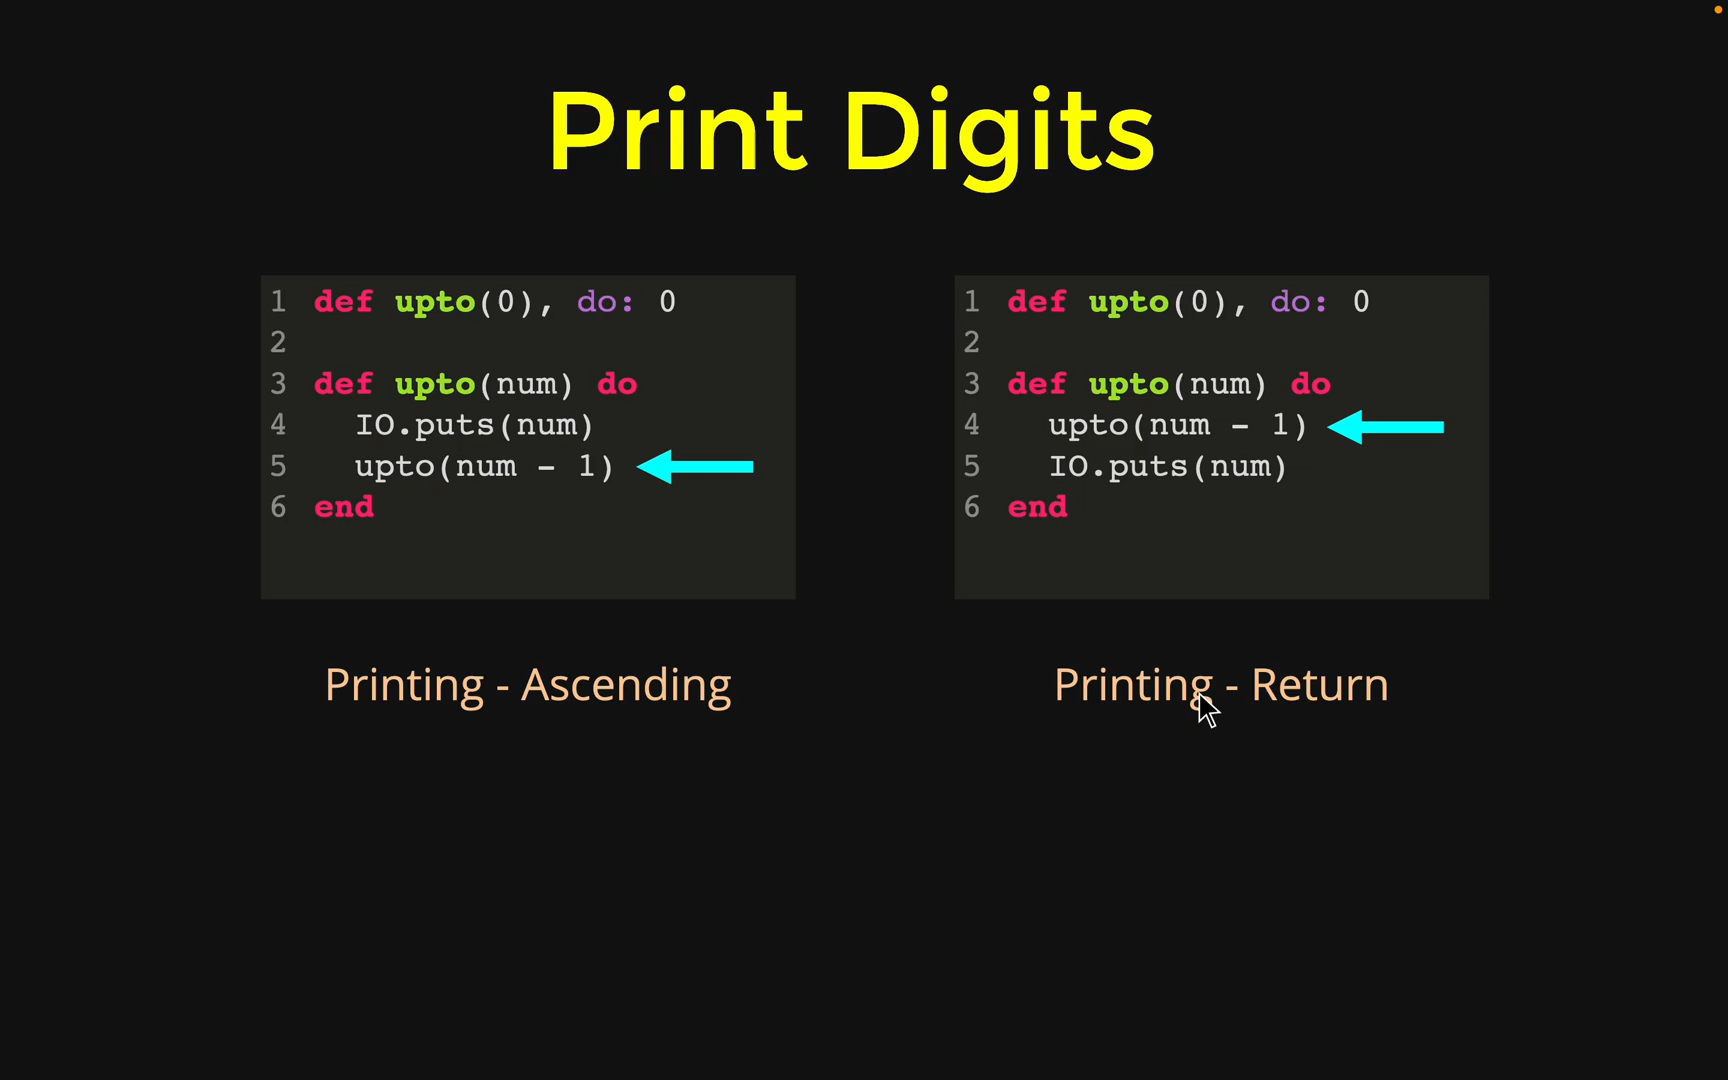 Print Digits
1 def upto(0), do: 0
2
3 def upto(num) do
4   IO.puts(num)
5   upto(num - 1)
6 end
Printing - Ascending
1 def upto(0), do: 0
2
3 def upto(num) do
4   upto(num - 1)
5   IO.puts(num)
6 end
Printing - Return